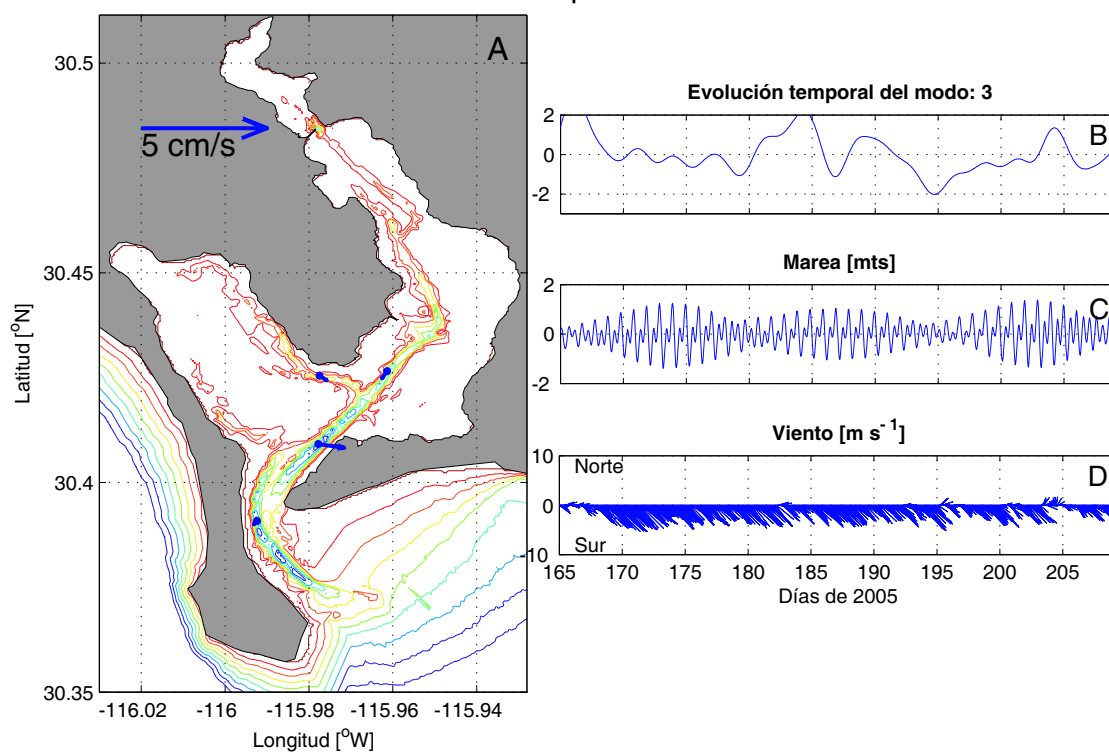 A
30.5
5 cm/s
30.45
Latitud [°N]
30.4
30.35
-116.02 -116 -115.98 -115.96 -115.94
Longitud [°W]
Evolución temporal del modo: 3
B
2
0
-2
Marea [mts]
C
2
0
-2
Viento [m s⁻¹]
D
10
Norte
0
Sur
10
165 170 175 180 185 190 195 200 205
Días de 2005